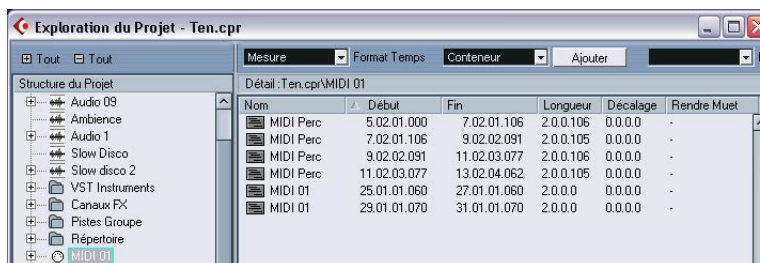 Exploration du Projet - Ten.cpr
Tout Tout Mesure Format Temps Conteneur Ajouter
Structure du Projet
Détail :Ten.cpr\MIDI 01
Audio 09
Ambience
Audio 1
Slow Disco
Slow disco 2
VST Instruments
Canaux FX
Pistes Groupe
Répertoire
MIDI 01
Nom Début Fin Longueur Décalage Rendre Muet
MIDI Perc 5.02.01.000 7.02.01.106 2.0.0.106 0.0.0.0 -
MIDI Perc 7.02.01.106 9.02.02.091 2.0.0.105 0.0.0.0 -
MIDI Perc 9.02.02.091 11.02.03.077 2.0.0.106 0.0.0.0 -
MIDI Perc 11.02.03.077 13.02.04.062 2.0.0.105 0.0.0.0 -
MIDI 01 25.01.01.060 27.01.01.060 2.0.0.0 0.0.0.0 -
MIDI 01 29.01.01.070 31.01.01.070 2.0.0.0 0.0.0.0 -